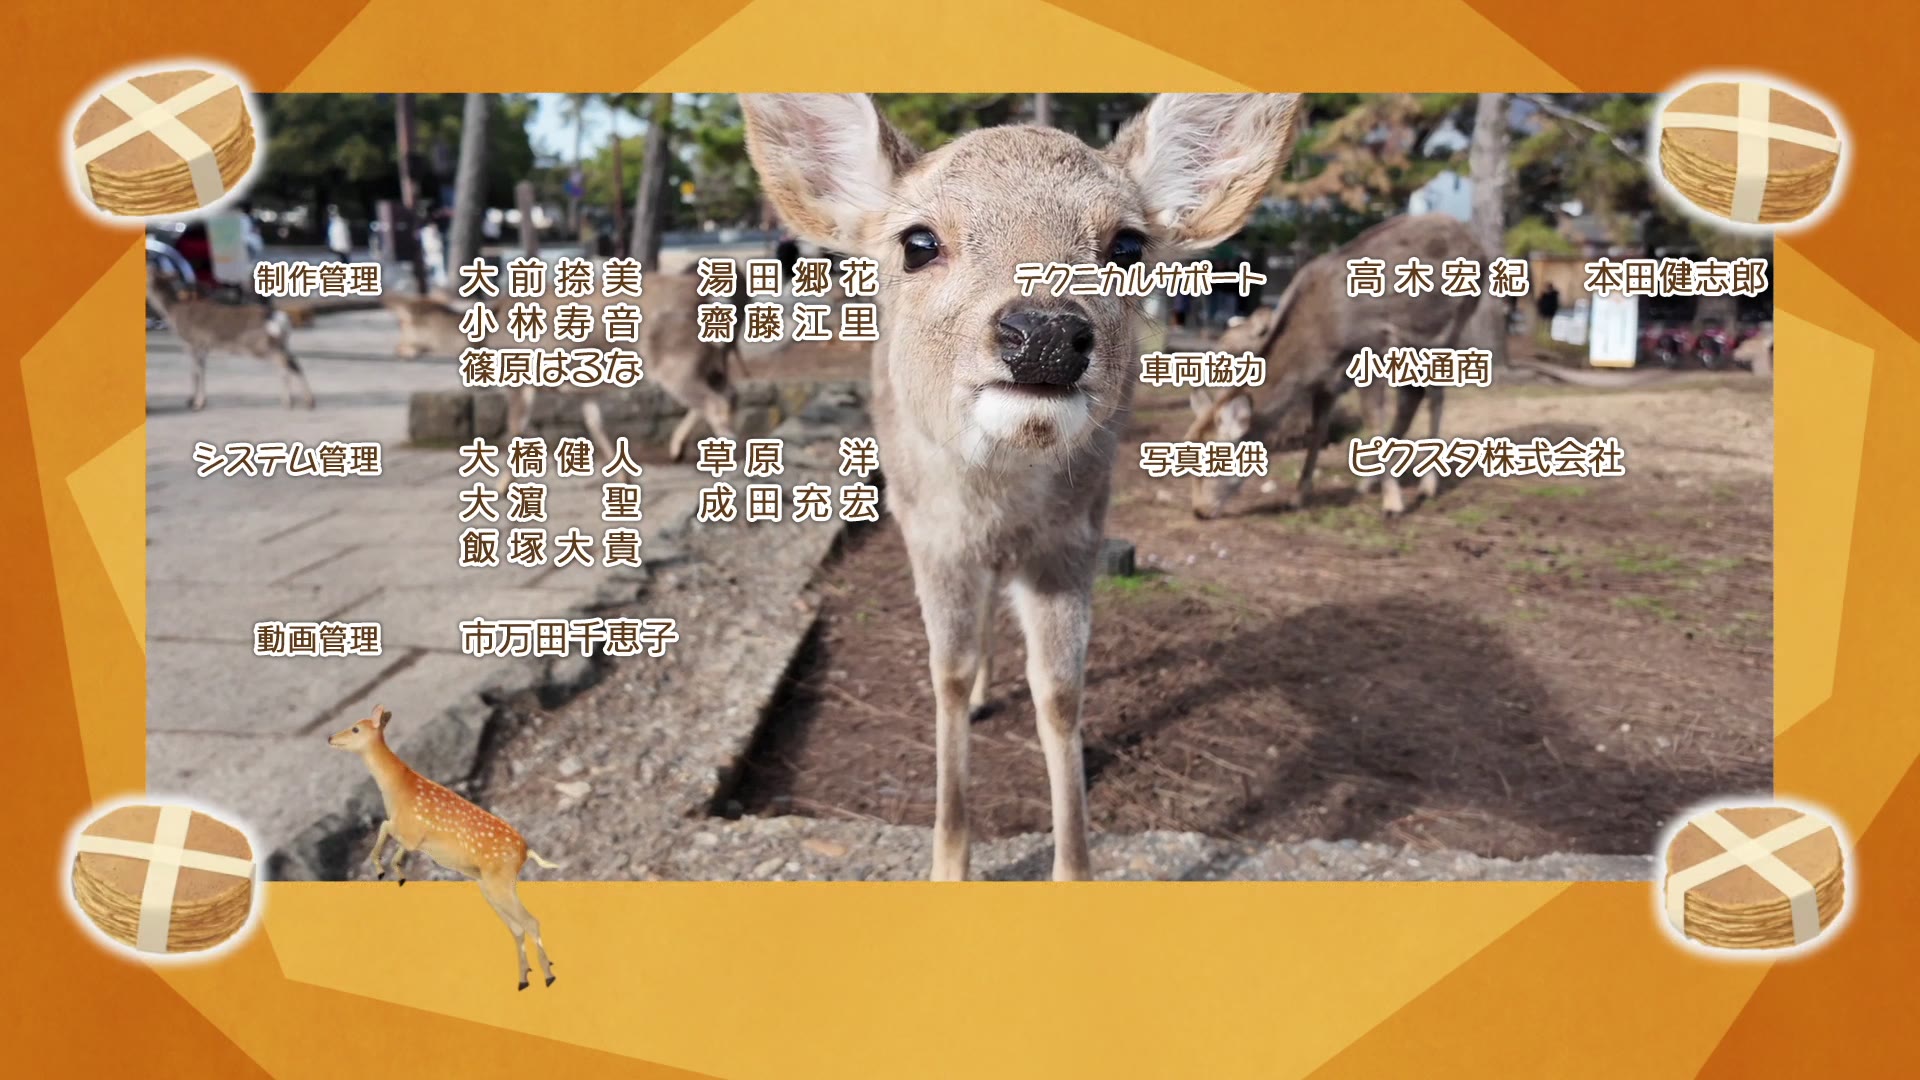 制作管理 大前捺美 湯田郷花
小林寿音 齋藤江里
篠原はるな
システム管理 大橋健人 草原 洋
大濵 聖 成田充宏
飯塚大貴
動画管理 市万田千恵子
テクニカルサポート 高木宏紀 本田健志郎
車両協力 小松通商
写真提供 ピクスタ株式会社